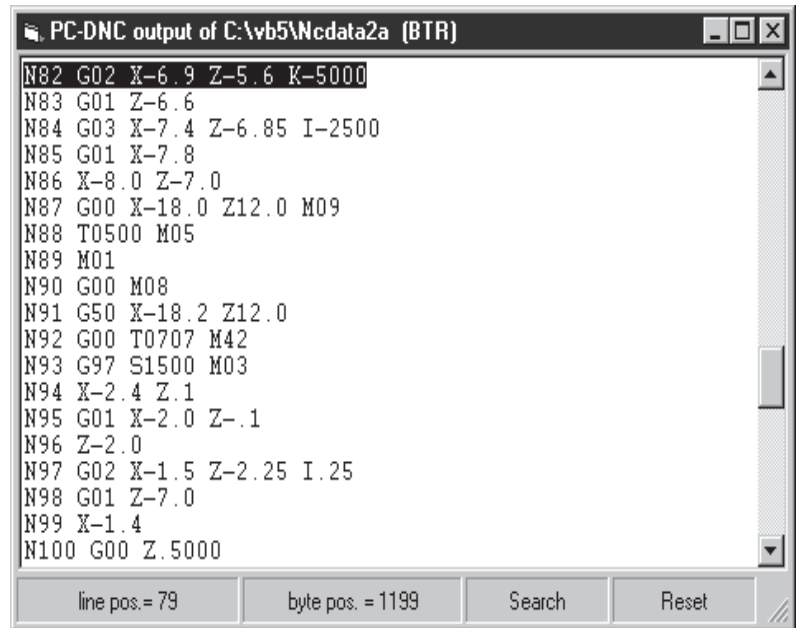 PC-DNC output of C:\vb5\Ncdata2a (BTR)
N82 G02 X-6.9 Z-5.6 K-5000
N83 G01 Z-6.6
N84 G03 X-7.4 Z-6.85 I-2500
N85 G01 X-7.8
N86 X-8.0 Z-7.0
N87 G00 X-18.0 Z12.0 M09
N88 T0500 M05
N89 M01
N90 G00 M08
N91 G50 X-18.2 Z12.0
N92 G00 T0707 M42
N93 G97 S1500 M03
N94 X-2.4 Z.1
N95 G01 X-2.0 Z-.1
N96 Z-2.0
N97 G02 X-1.5 Z-2.25 I.25
N98 G01 Z-7.0
N99 X-1.4
N100 G00 Z.5000
line pos.= 79 byte pos. = 1199 Search Reset